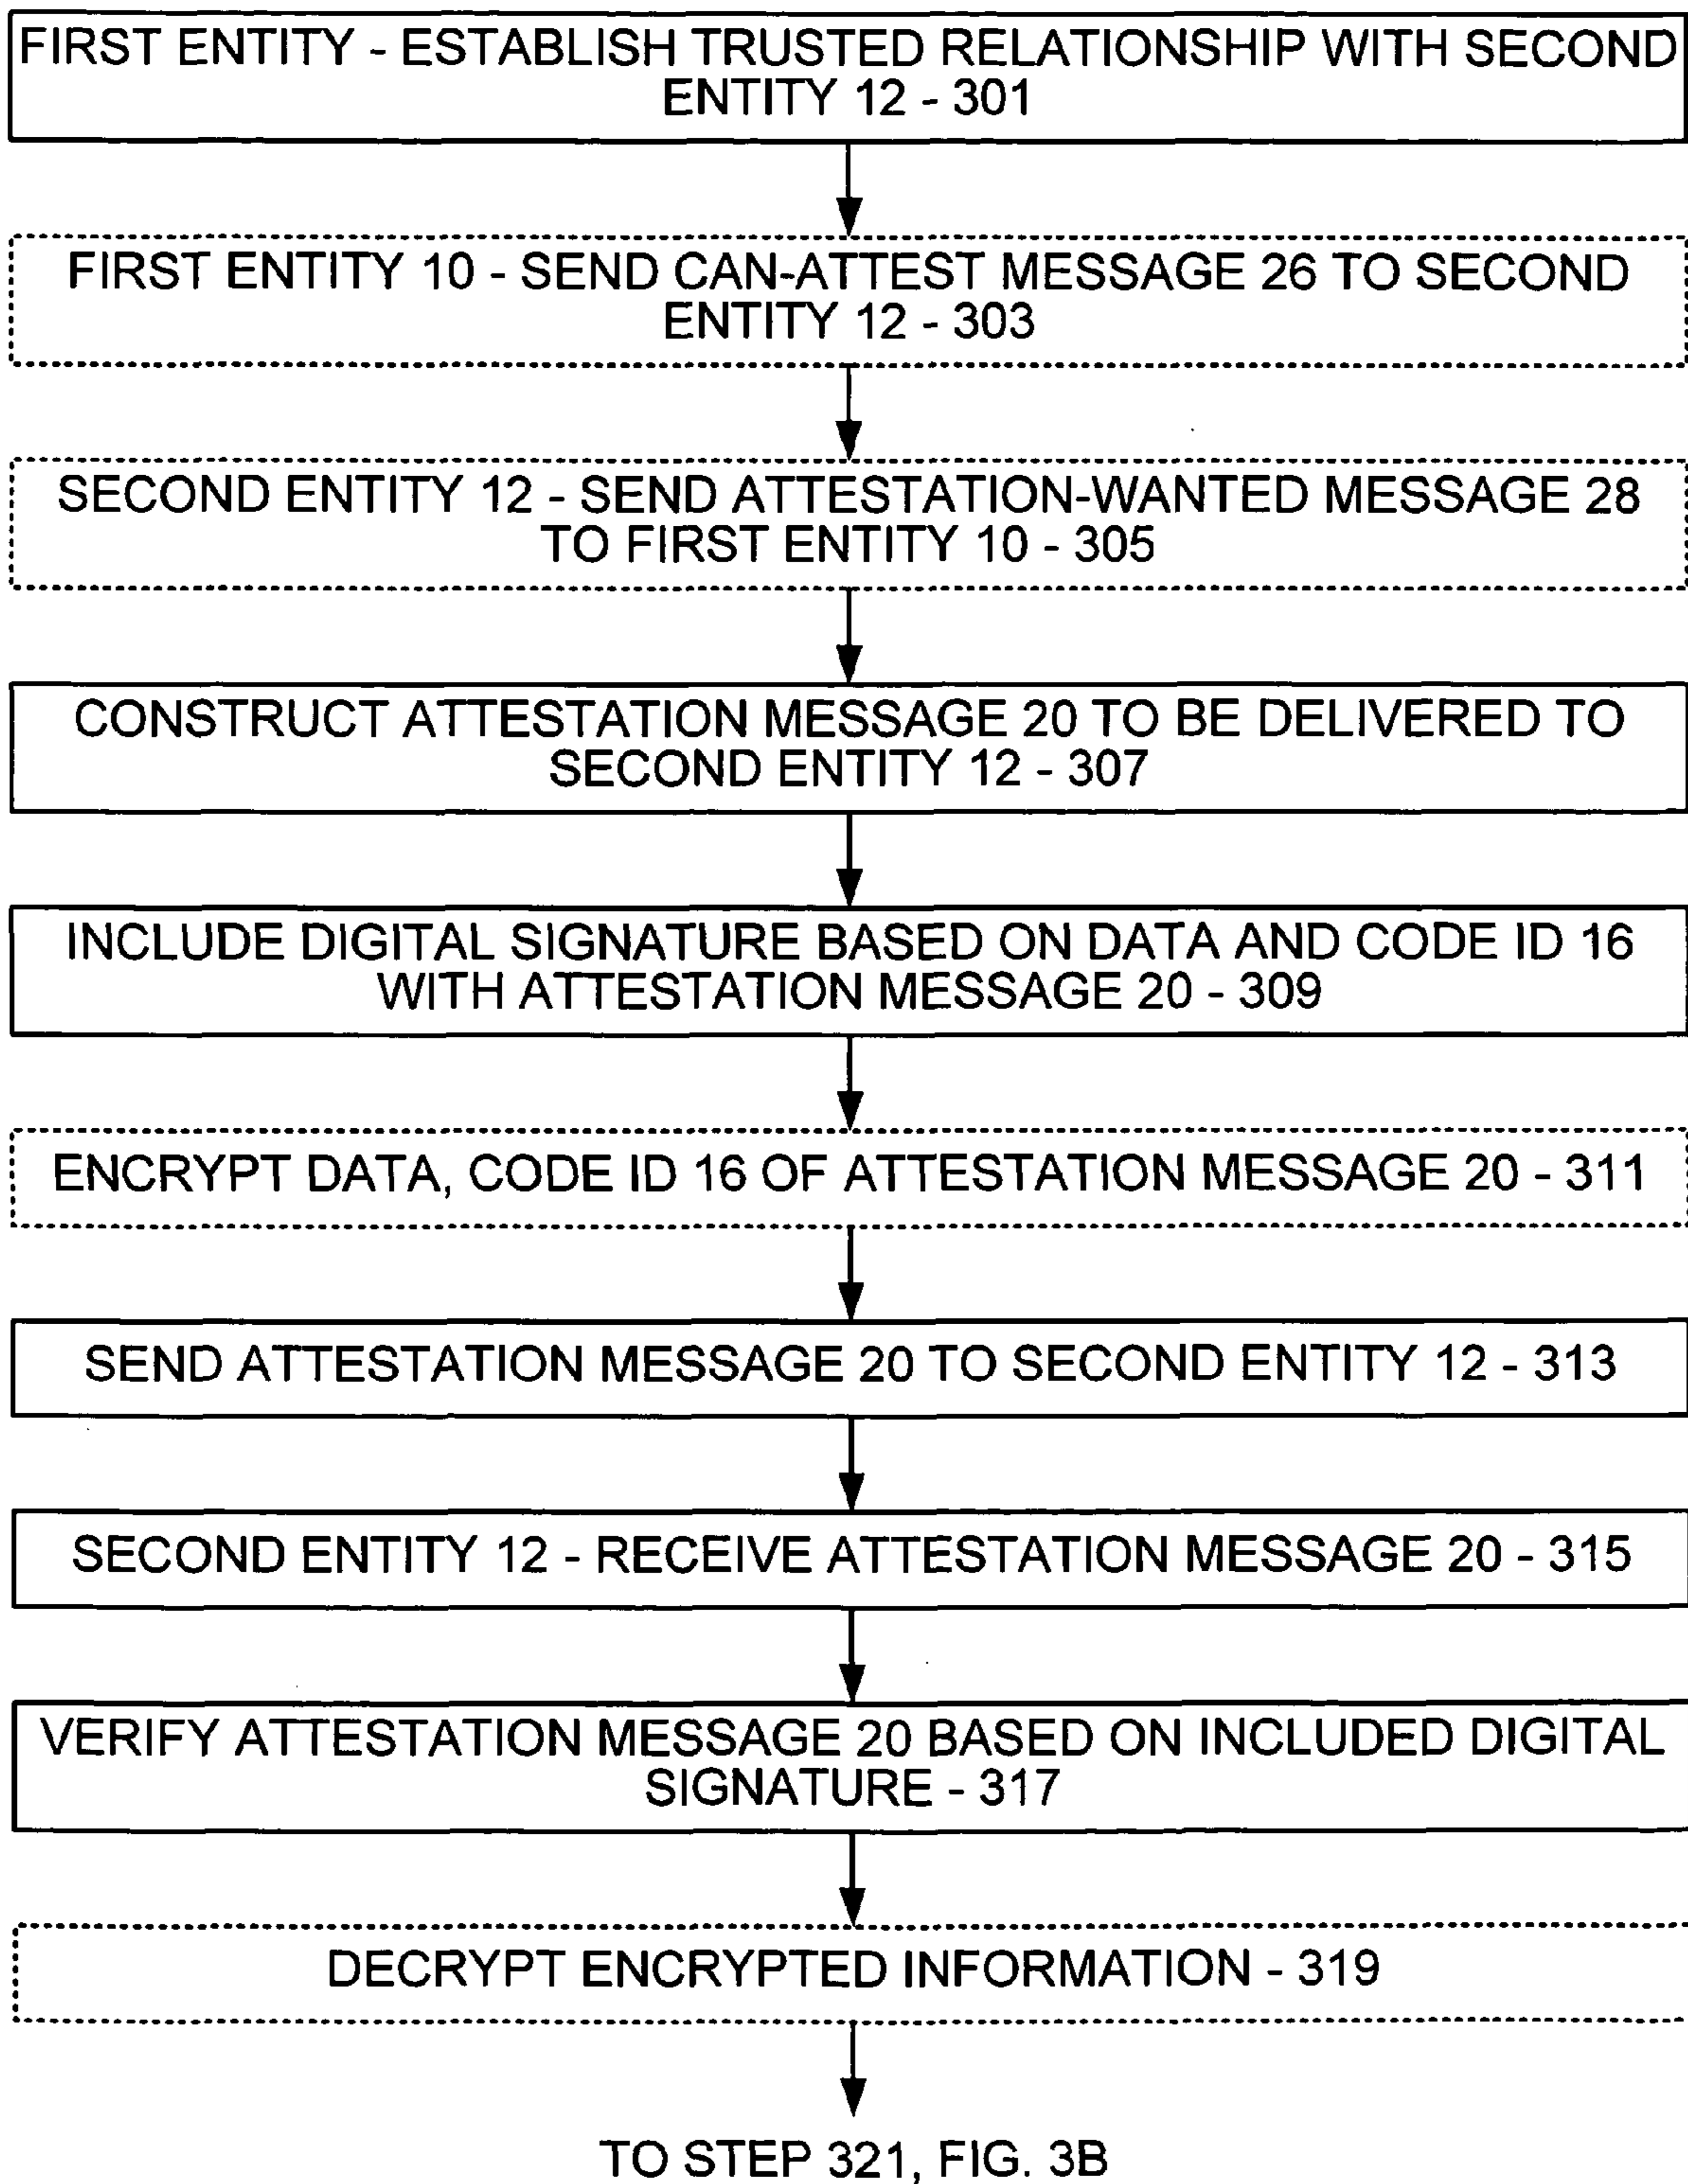 FIRST ENTITY - ESTABLISH TRUSTED RELATIONSHIP WITH SECOND
ENTITY 12 - 301
FIRST ENTITY 10 - SEND CAN-ATTEST MESSAGE 26 TO SECOND
ENTITY 12 - 303
SECOND ENTITY 12 - SEND ATTESTATION-WANTED MESSAGE 28
TO FIRST ENTITY 10 - 305
CONSTRUCT ATTESTATION MESSAGE 20 TO BE DELIVERED TO
SECOND ENTITY 12 - 307
INCLUDE DIGITAL SIGNATURE BASED ON DATA AND CODE ID 16
WITH ATTESTATION MESSAGE 20 - 309
ENCRYPT DATA, CODE ID 16 OF ATTESTATION MESSAGE 20 - 311
SEND ATTESTATION MESSAGE 20 TO SECOND ENTITY 12 - 313
SECOND ENTITY 12 - RECEIVE ATTESTATION MESSAGE 20 - 315
VERIFY ATTESTATION MESSAGE 20 BASED ON INCLUDED DIGITAL
SIGNATURE - 317
DECRYPT ENCRYPTED INFORMATION - 319
TO STEP 321, FIG. 3B